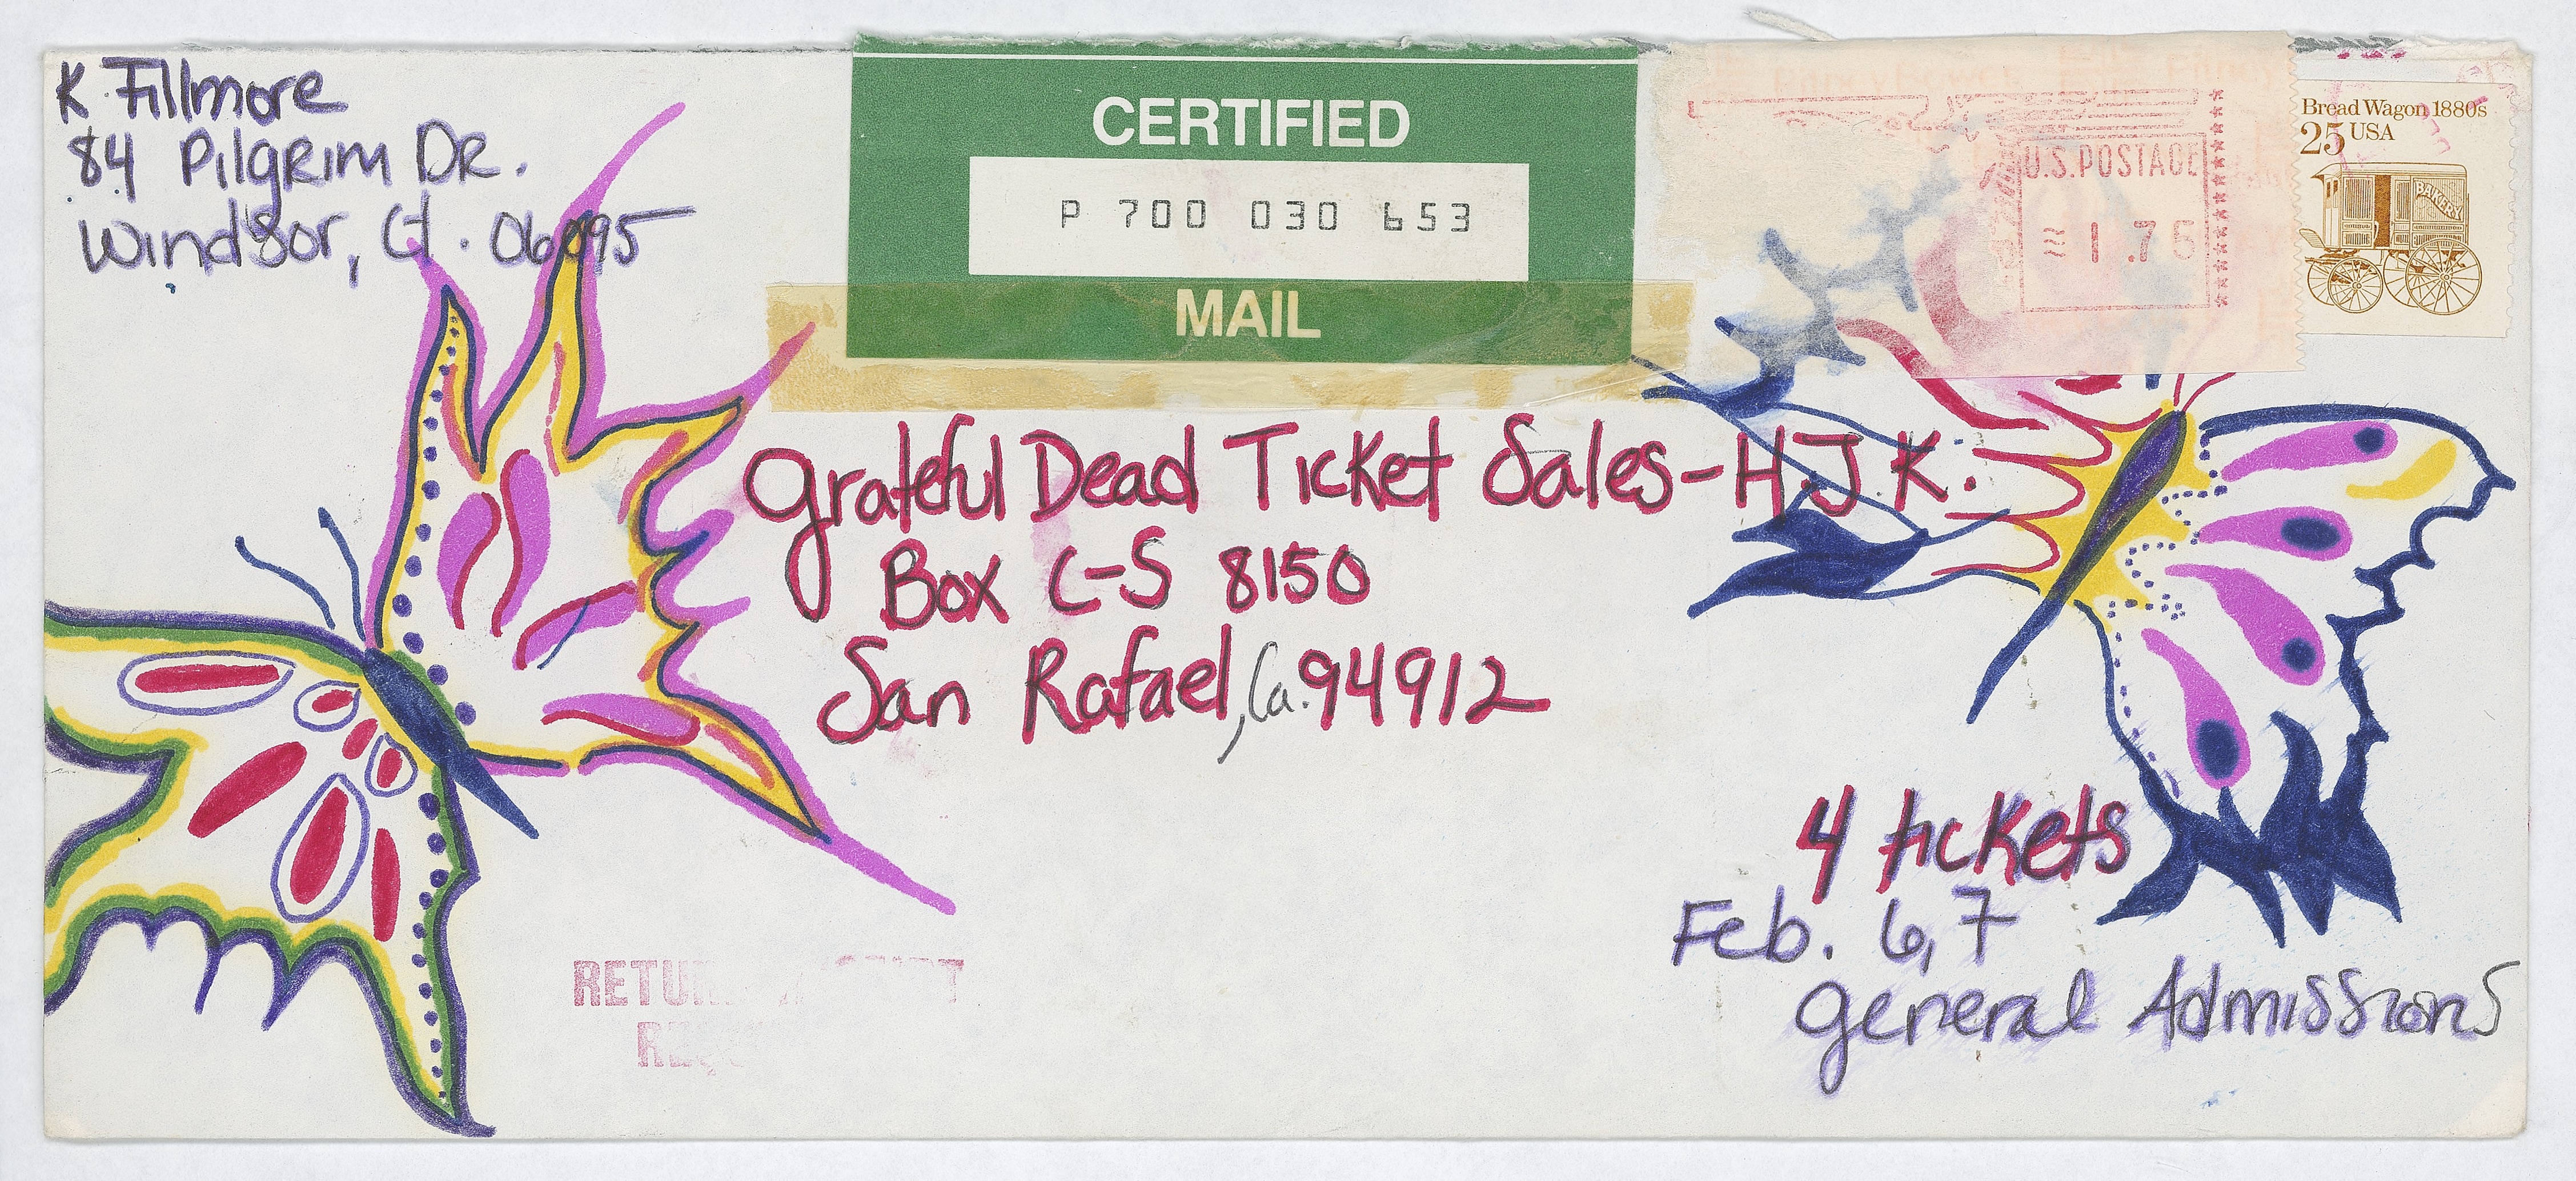 K Fillmore
84 Pilgrim DR.
Windsor, Ct. 06095
CERTIFIED
P 700 030 653
MAIL
U.S. POSTAGE
1.75
Bread Wagon 1880s
25 USA
BAKERY
Grateful Dead Ticket Sales-H.J.K.
Box C-S 8150
San Rafael, Ca. 94912
4 tickets
Feb. 6,7
General Admissions